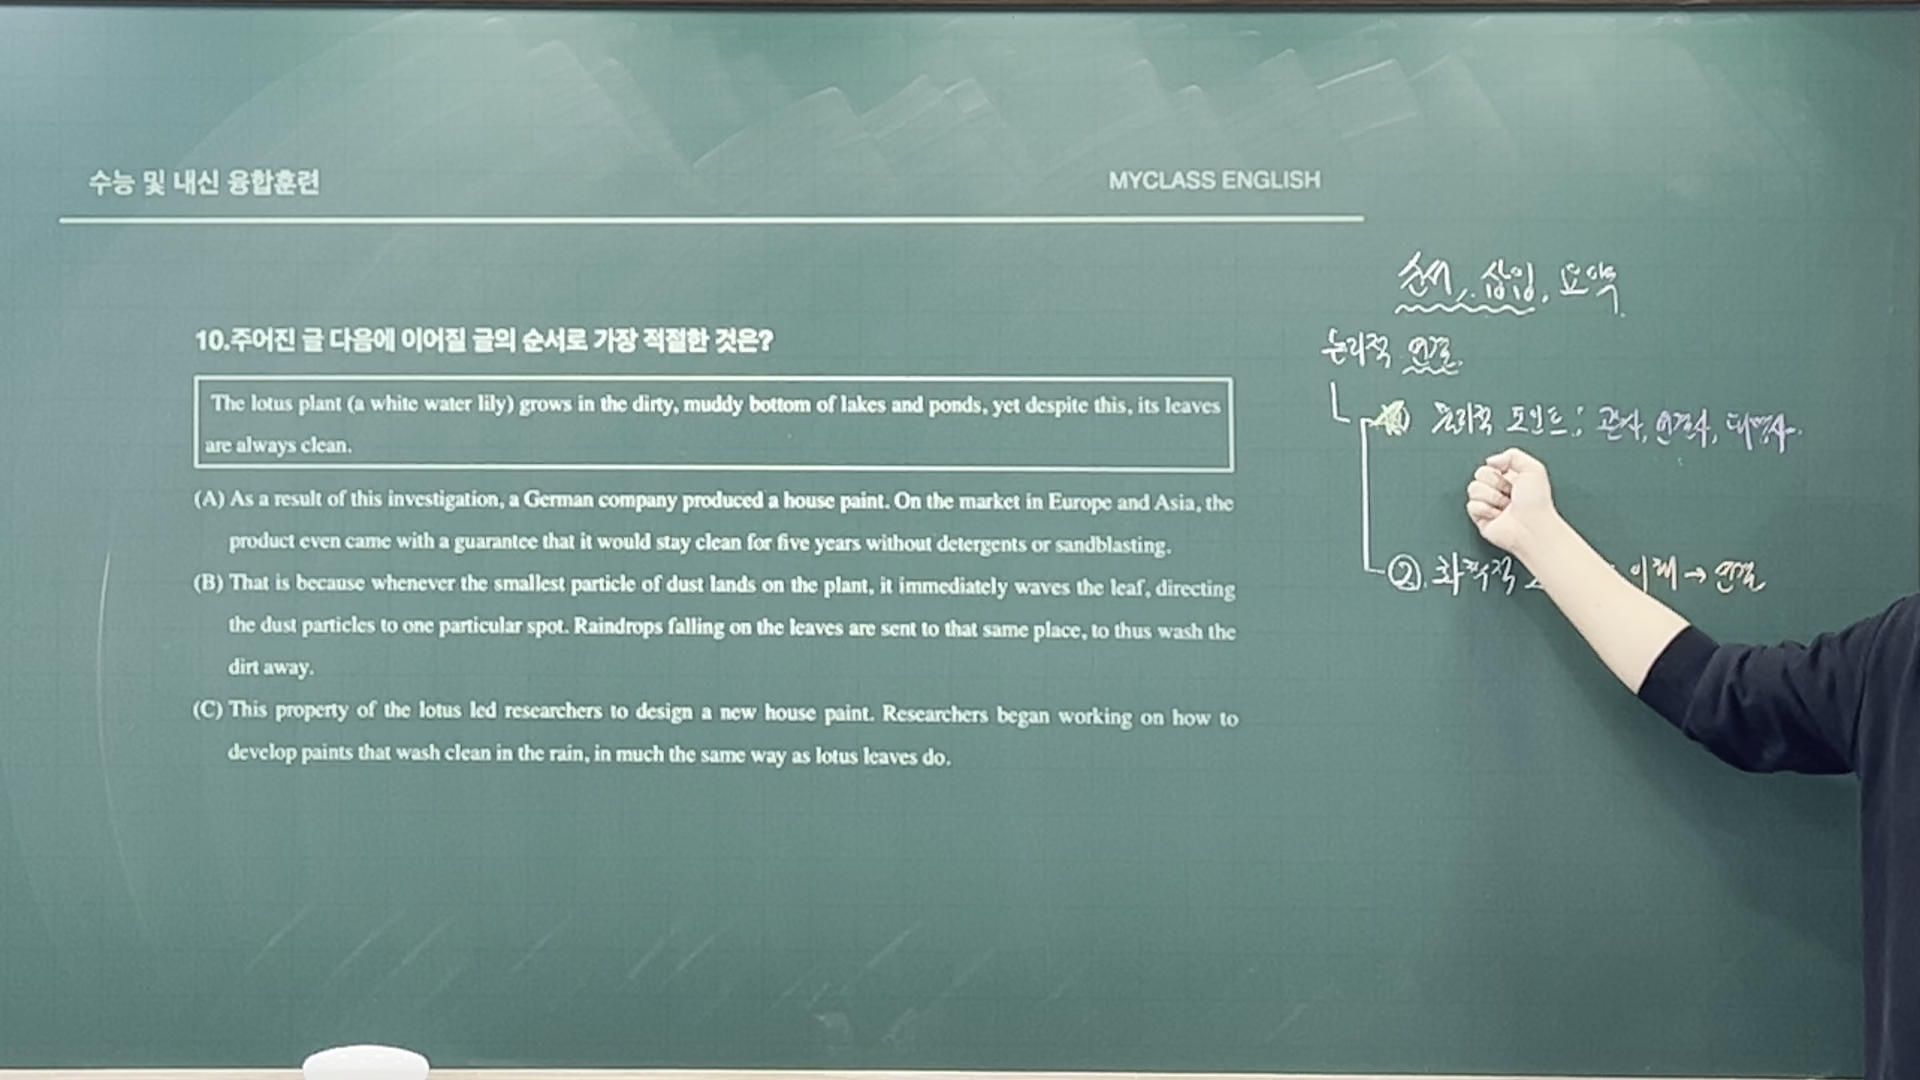 수능 및 내신 융합훈련
MYCLASS ENGLISH
10.주어진 글 다음에 이어질 글의 순서로 가장 적절한 것은?
The lotus plant (a white water lily) grows in the dirty, muddy bottom of lakes and ponds, yet despite this, its leaves
are always clean.
(A) As a result of this investigation, a German company produced a house paint. On the market in Europe and Asia, the
product even came with a guarantee that it would stay clean for five years without detergents or sandblasting.
(B) That is because whenever the smallest particle of dust lands on the plant, it immediately waves the leaf, directing
the dust particles to one particular spot. Raindrops falling on the leaves are sent to that same place, to thus wash the
dirt away.
(C) This property of the lotus led researchers to design a new house paint. Researchers began working on how to
develop paints that wash clean in the rain, in much the same way as lotus leaves do.
순서, 삽입, 요약
논리적 연결.
① 논리적 포인트 : 관사, 연결사, 대명사.
②. 이해 → 연결